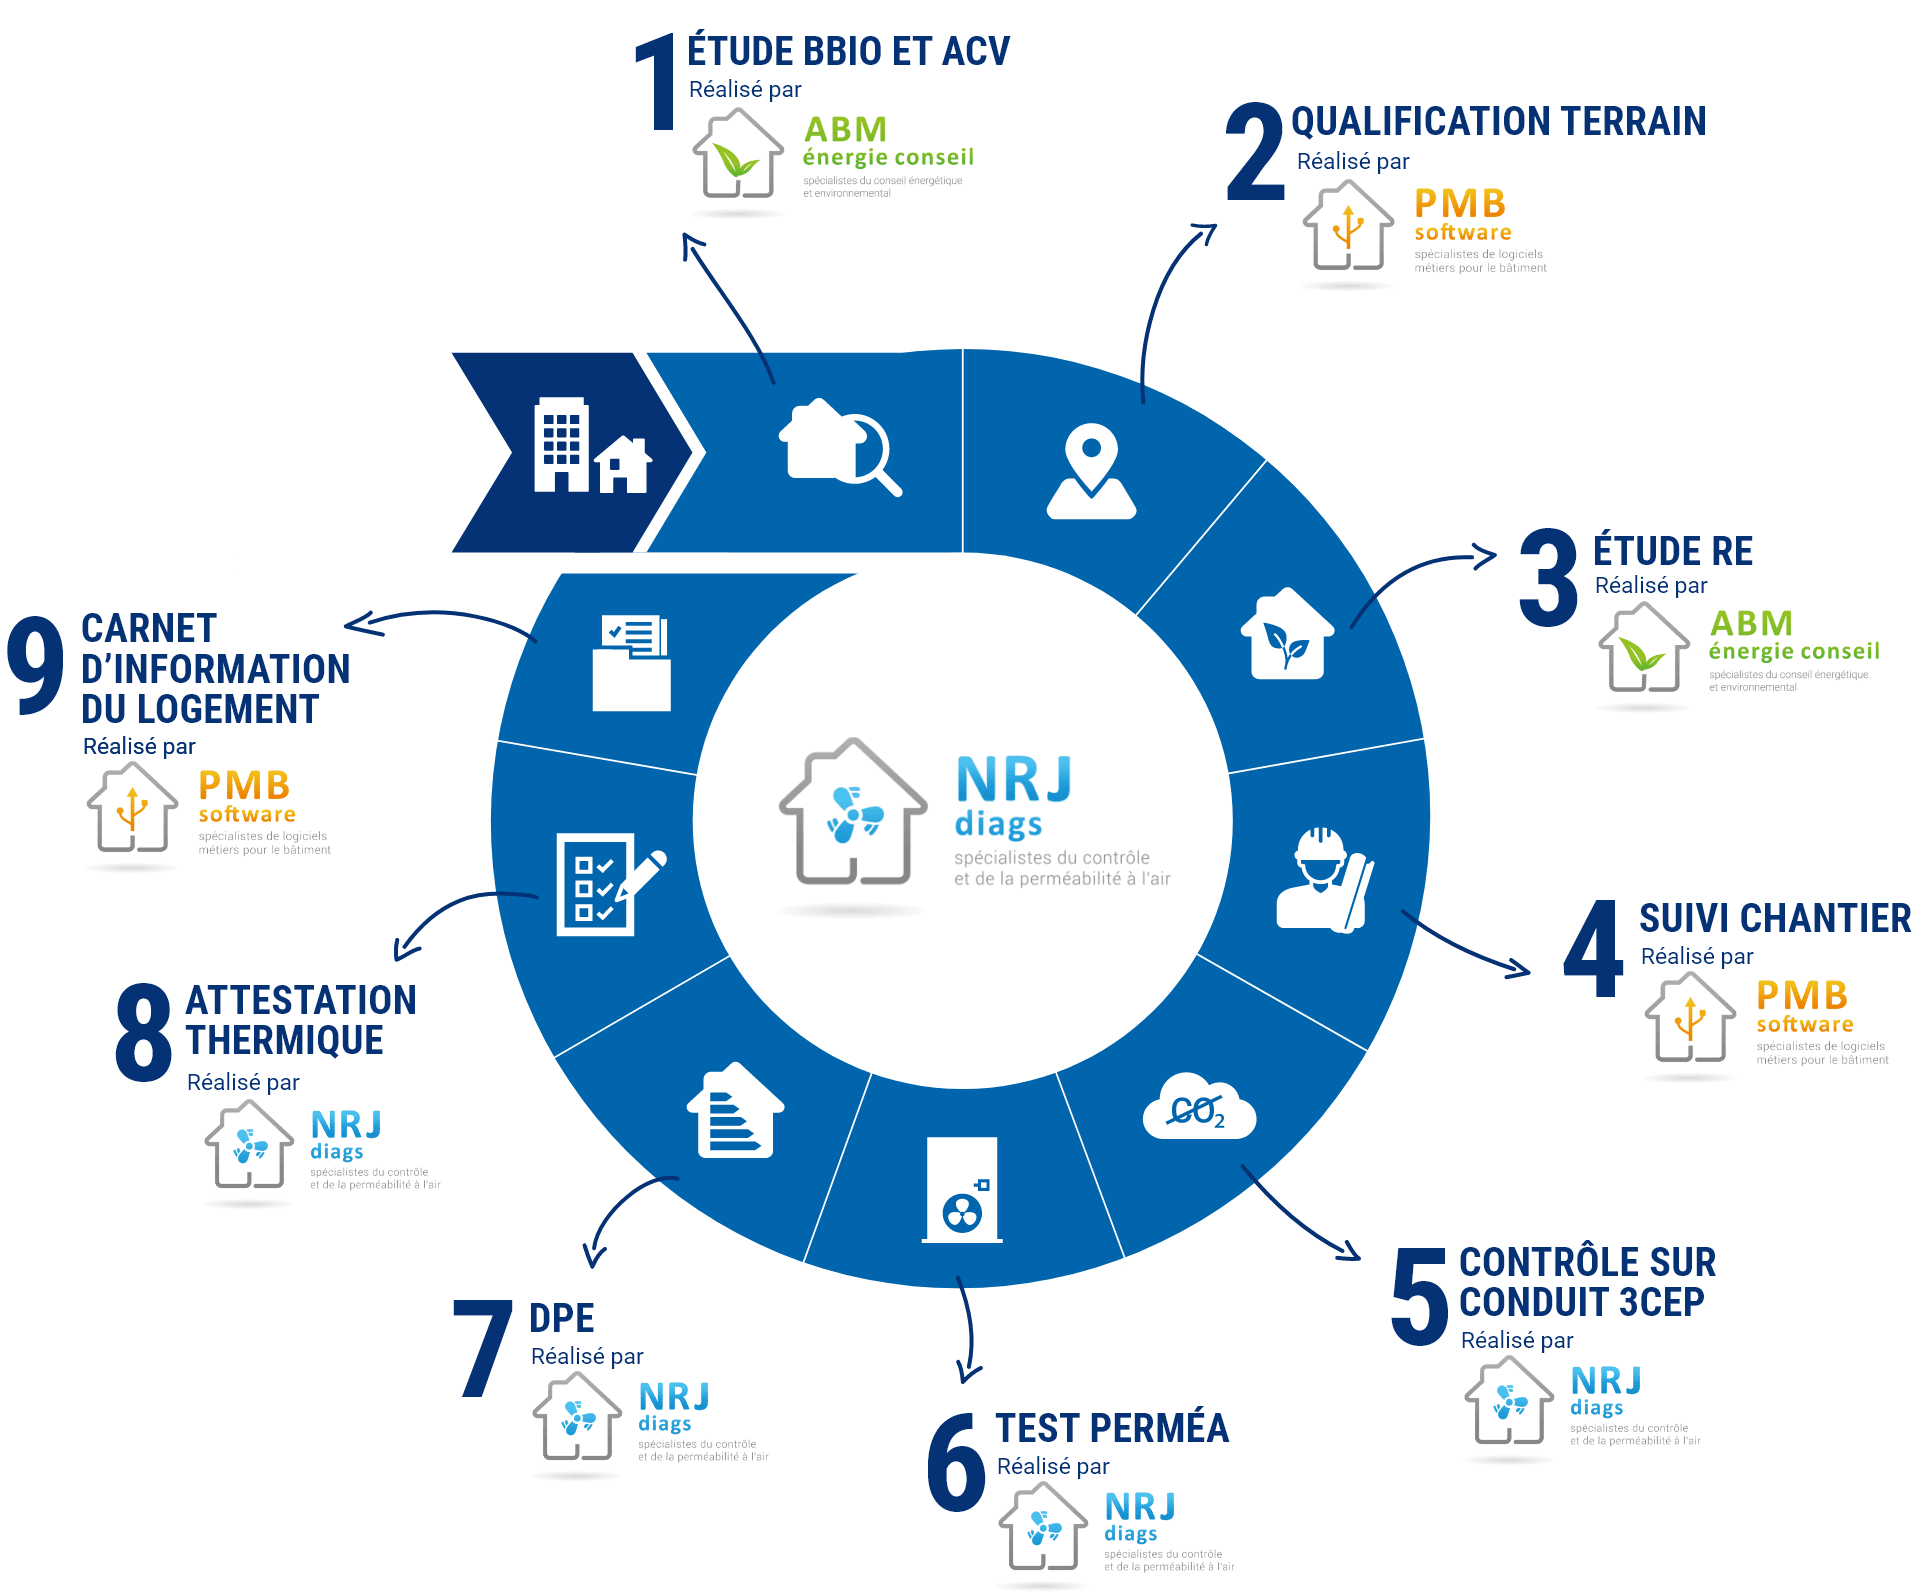 1
ÉTUDE BBIO ET ACV
Réalisé par
ABM
énergie conseil
spécialistes du conseil énergétique
et environnemental
2
QUALIFICATION TERRAIN
Réalisé par
PMB
software
spécialistes de logiciels
métiers pour le bâtiment
3
ÉTUDE RE
Réalisé par
ABM
énergie conseil
spécialistes du conseil énergétique
et environnemental
4
SUIVI CHANTIER
Réalisé par
PMB
software
spécialistes de logiciels
métiers pour le bâtiment
5
CONTRÔLE SUR
CONDUIT 3CEP
Réalisé par
NRJ
diags
spécialistes du contrôle
et de la perméabilité à l'air
6
TEST PERMÉA
Réalisé par
NRJ
diags
spécialistes du contrôle
et de la perméabilité à l'air
7
DPE
Réalisé par
NRJ
diags
spécialistes du contrôle
et de la perméabilité à l'air
8
ATTESTATION
THERMIQUE
Réalisé par
NRJ
diags
spécialistes du contrôle
et de la perméabilité à l'air
9
CARNET
D’INFORMATION
DU LOGEMENT
Réalisé par
PMB
software
spécialistes de logiciels
métiers pour le bâtiment
NRJ
diags
spécialistes du contrôle
et de la perméabilité à l'air
CO₂